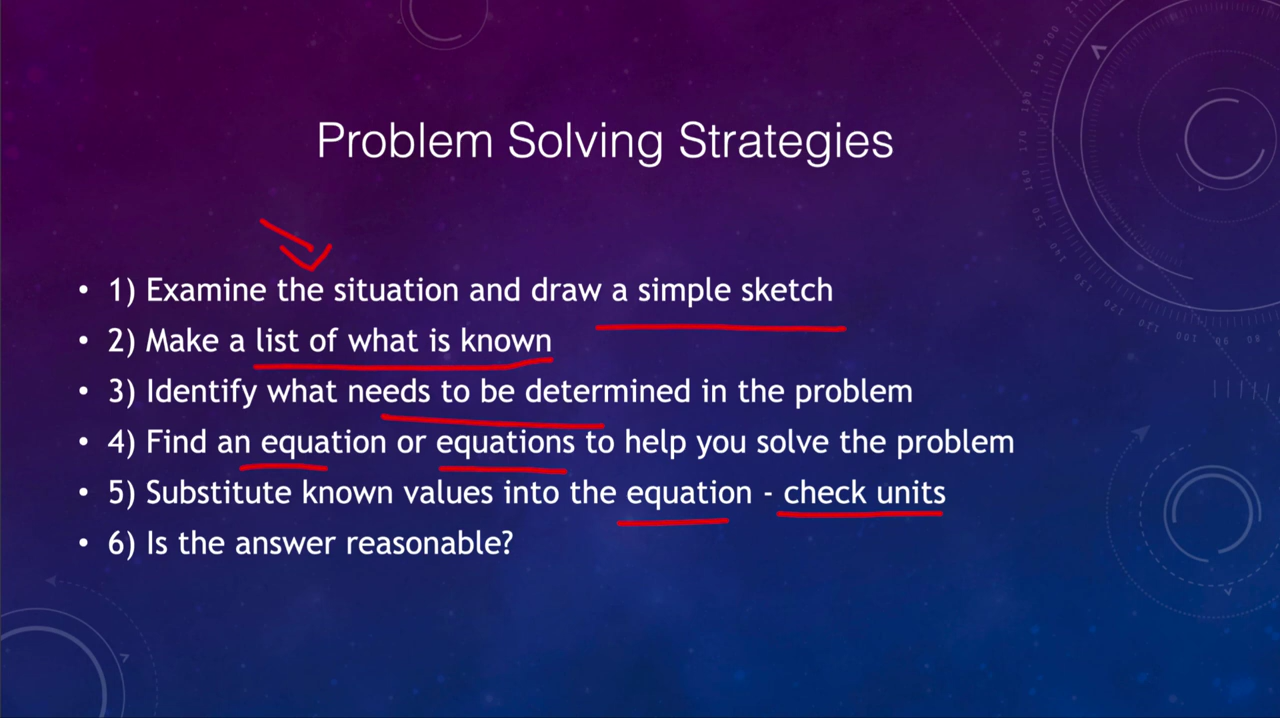 Problem Solving Strategies
• 1) Examine the situation and draw a simple sketch
• 2) Make a list of what is known
• 3) Identify what needs to be determined in the problem
• 4) Find an equation or equations to help you solve the problem
• 5) Substitute known values into the equation - check units
• 6) Is the answer reasonable?